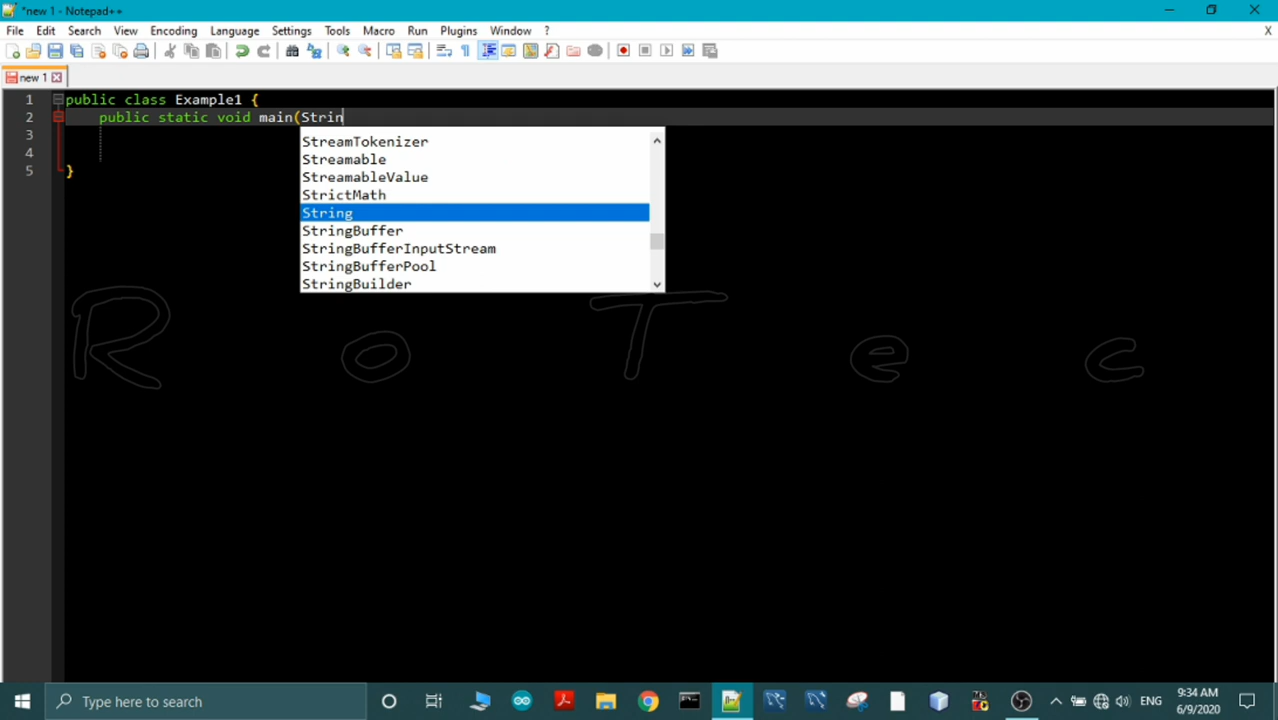 *new 1 - Notepad++
File Edit Search View Encoding Language Settings Tools Macro Run Plugins Window ? X
new 1
1 public class Example1 {
2 public static void main(Strin
3
4
5 }
StreamTokenizer
Streamable
StreamableValue
StrictMath
String
StringBuffer
StringBufferInputStream
StringBufferPool
StringBuilder
R o T e c
Type here to search
ENG
9:34 AM
6/9/2020